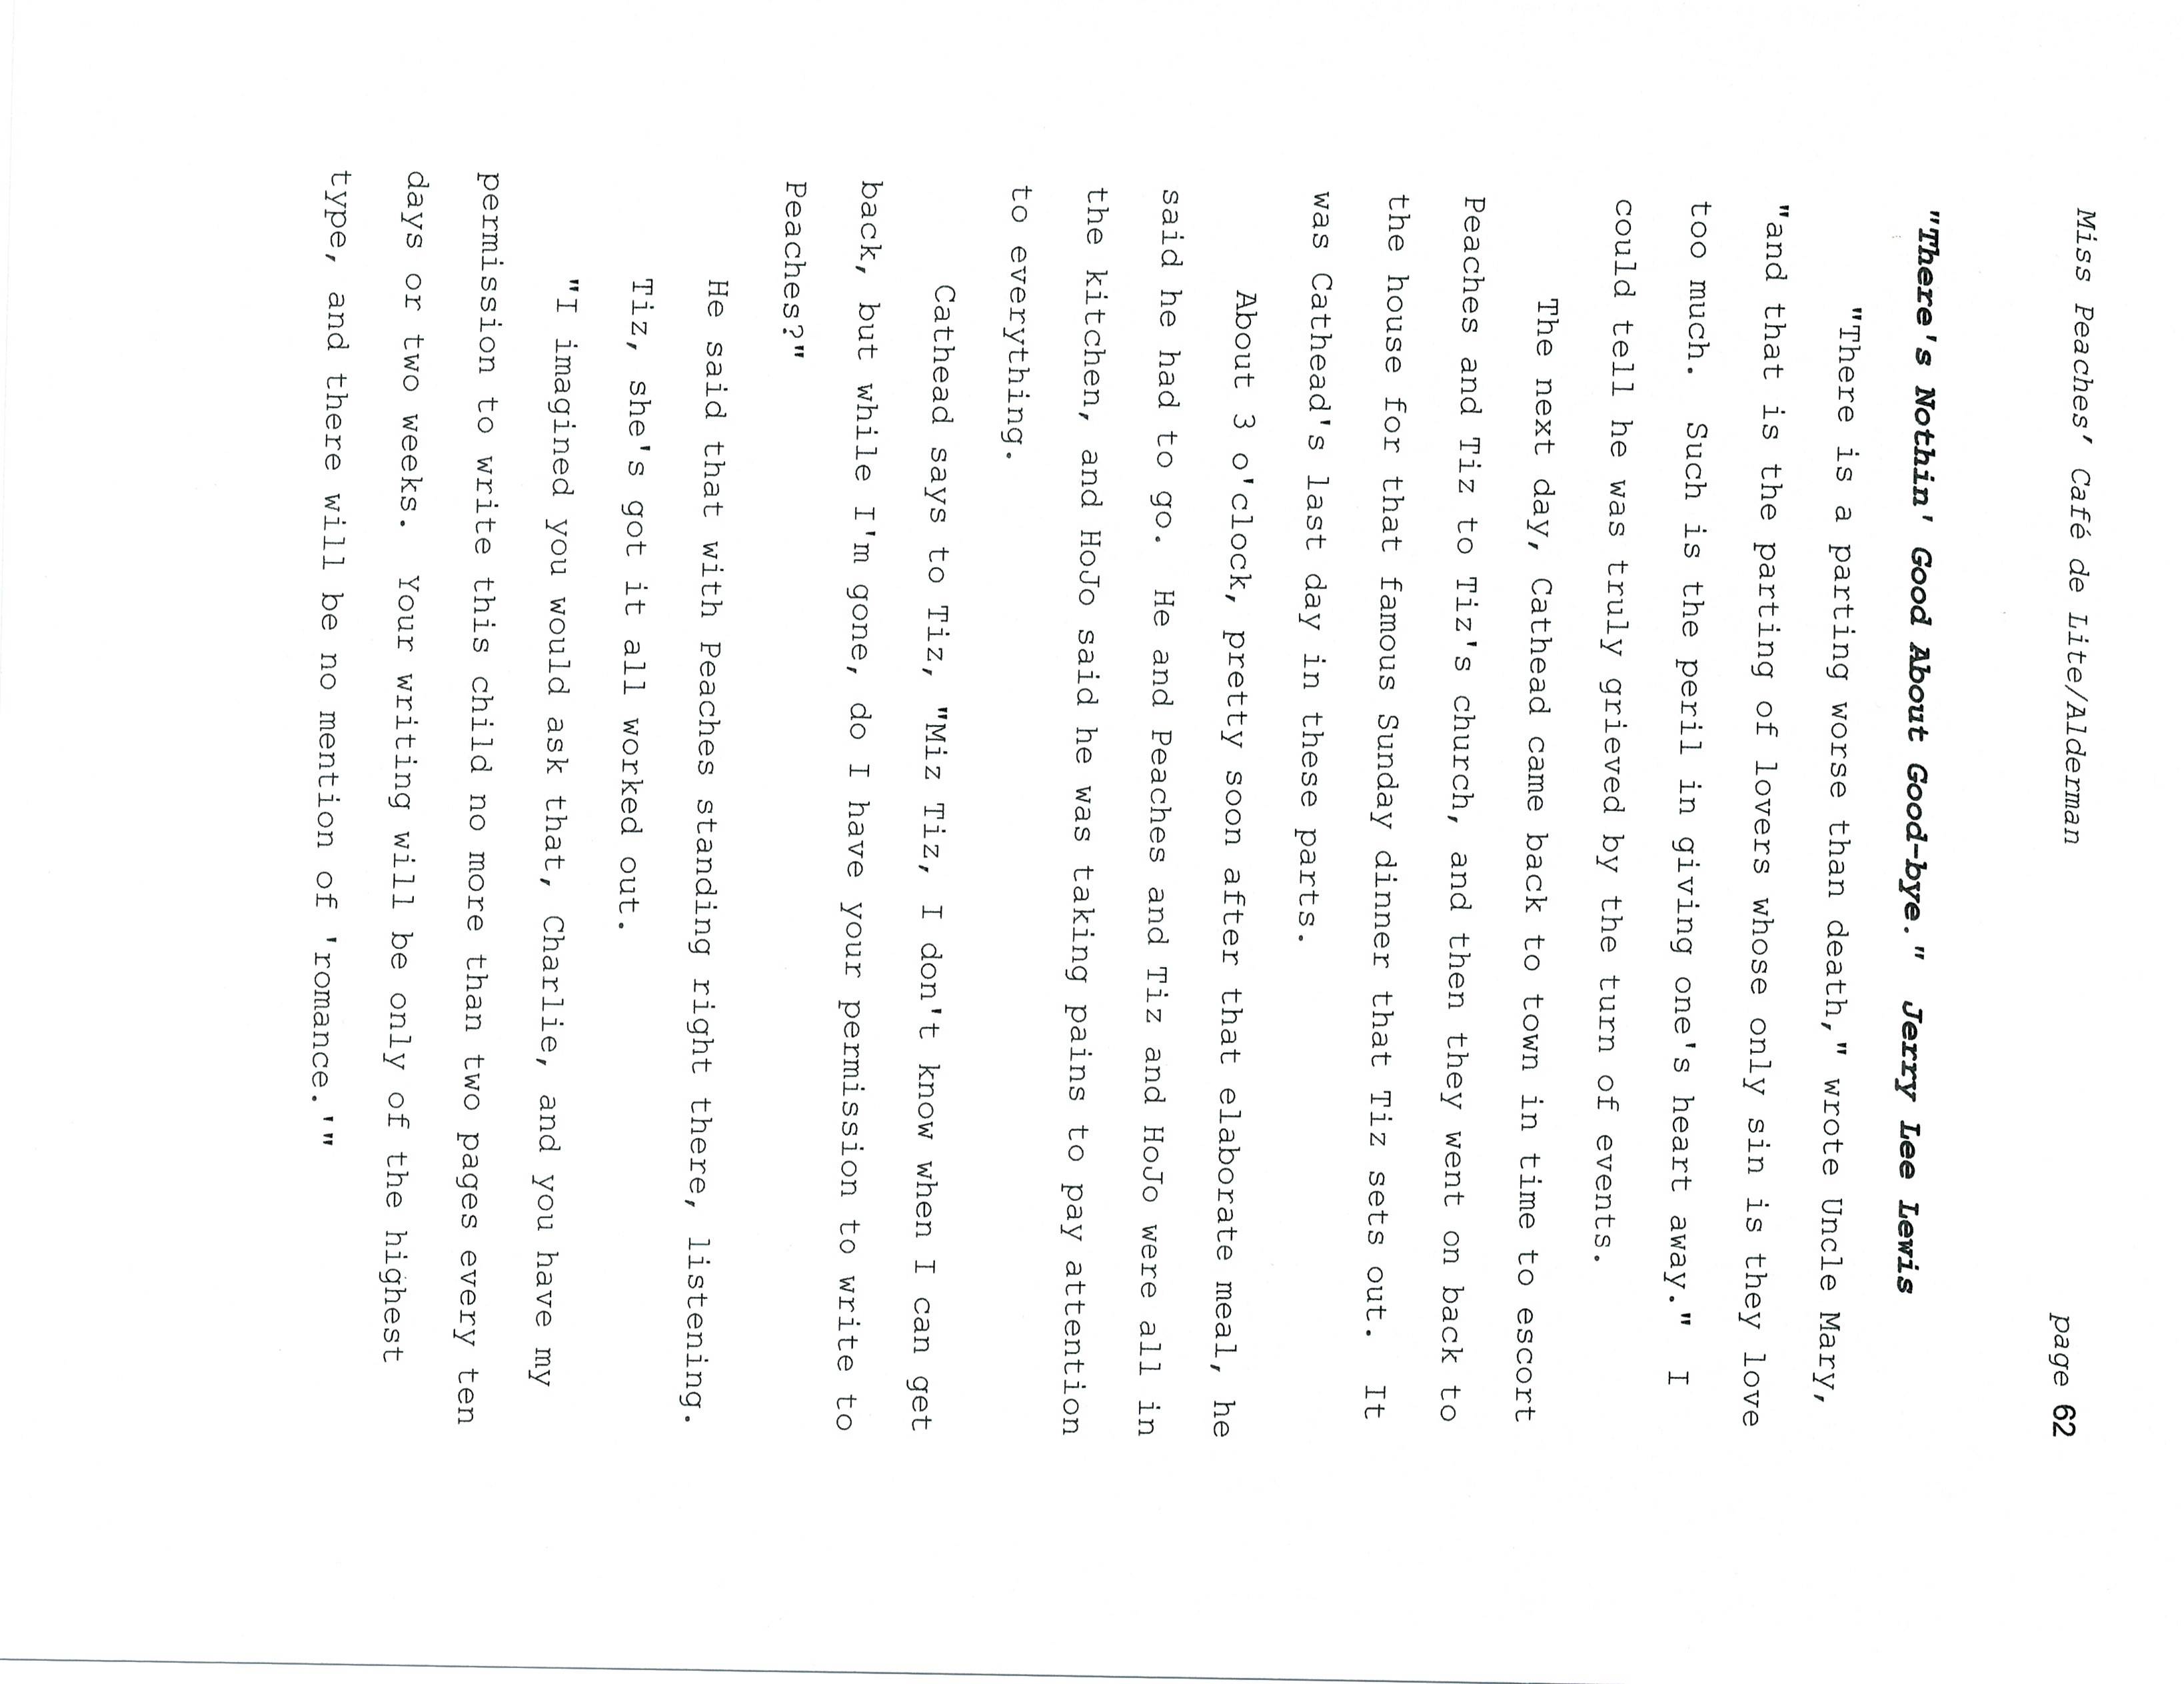 Miss Peaches' Café de Lite/Alderman page 62
"There's Nothin' Good About Good-bye." Jerry Lee Lewis
"There is a parting worse than death," wrote Uncle Mary,
"and that is the parting of lovers whose only sin is they love
too much. Such is the peril in giving one's heart away." I
could tell he was truly grieved by the turn of events.
The next day, Cathead came back to town in time to escort
Peaches and Tiz to Tiz's church, and then they went on back to
the house for that famous Sunday dinner that Tiz sets out. It
was Cathead's last day in these parts.
About 3 o'clock, pretty soon after that elaborate meal, he
said he had to go. He and Peaches and Tiz and HoJo were all in
the kitchen, and HoJo said he was taking pains to pay attention
to everything.
Cathead says to Tiz, "Miz Tiz, I don't know when I can get
back, but while I'm gone, do I have your permission to write to
Peaches?"
He said that with Peaches standing right there, listening.
Tiz, she's got it all worked out.
"I imagined you would ask that, Charlie, and you have my
permission to write this child no more than two pages every ten
days or two weeks. Your writing will be only of the highest
type, and there will be no mention of 'romance.'"